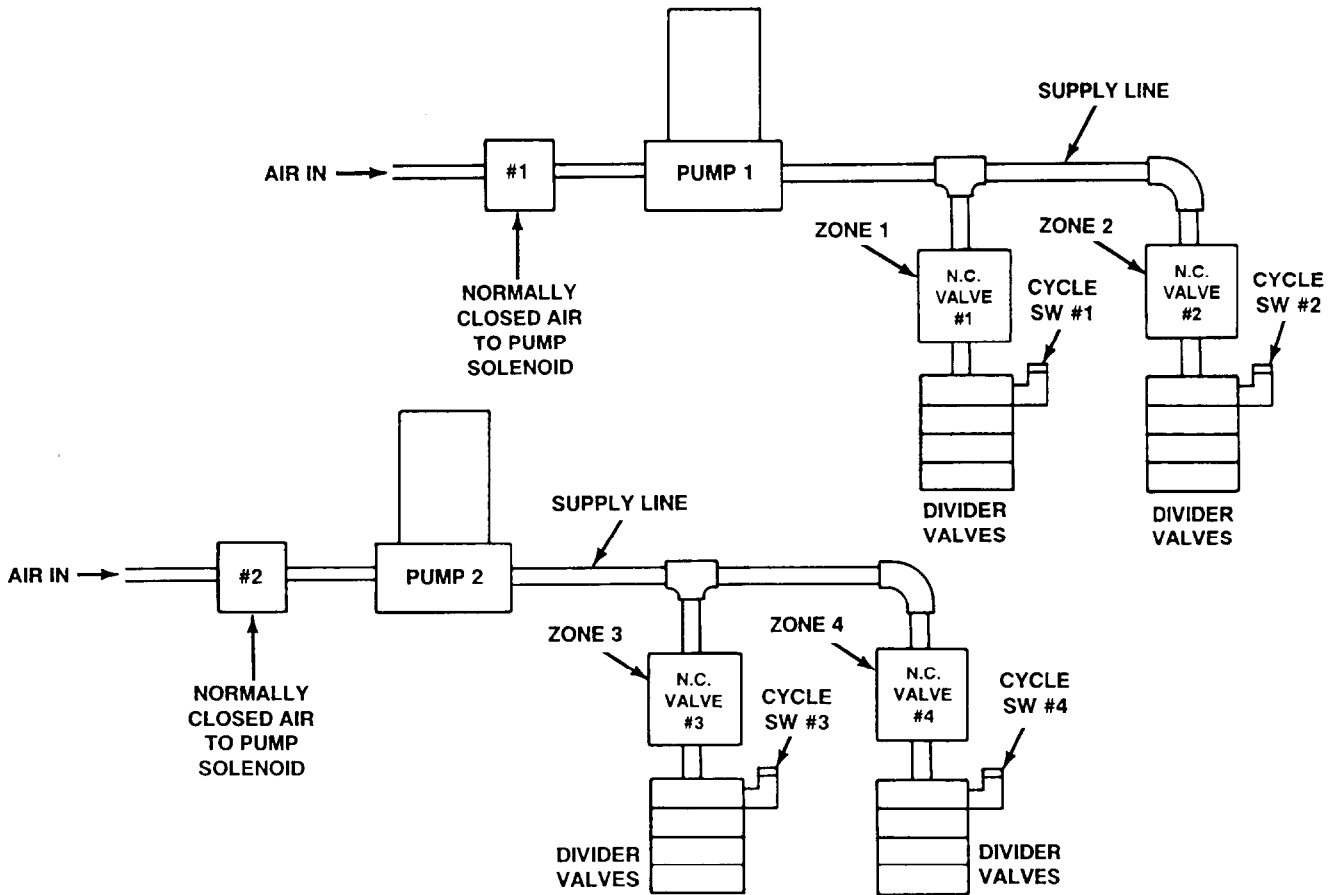 SUPPLY LINE
AIR IN
#1
PUMP 1
ZONE 1
ZONE 2
N.C.
VALVE
#1
CYCLE
SW #1
N.C.
VALVE
#2
CYCLE
SW #2
NORMALLY
CLOSED AIR
TO PUMP
SOLENOID
DIVIDER
VALVES
DIVIDER
VALVES
SUPPLY LINE
AIR IN
#2
PUMP 2
ZONE 3
ZONE 4
N.C.
VALVE
#3
CYCLE
SW #3
N.C.
VALVE
#4
CYCLE
SW #4
NORMALLY
CLOSED AIR
TO PUMP
SOLENOID
DIVIDER
VALVES
DIVIDER
VALVES